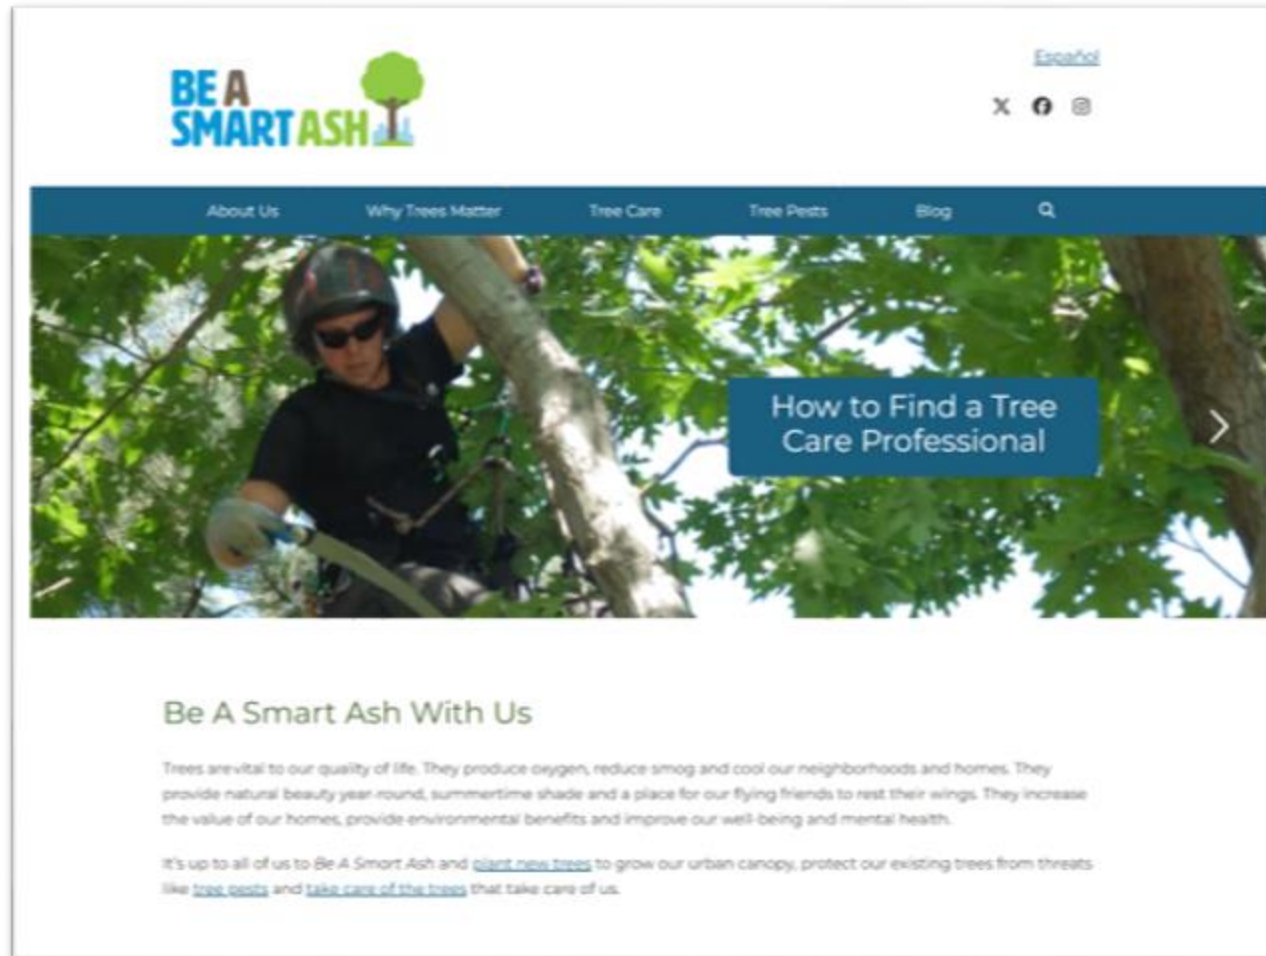 BE A
SMART ASH
Español
About Us Why Trees Matter Tree Care Tree Pests Blog
How to Find a Tree
Care Professional
Be A Smart Ash With Us
Trees are vital to our quality of life. They produce oxygen, reduce smog and cool our neighborhoods and homes. They
provide natural beauty year-round, summertime shade and a place for our flying friends to rest their wings. They increase
the value of our homes, provide environmental benefits and improve our well-being and mental health.
It's up to all of us to Be A Smart Ash and plant new trees to grow our urban canopy, protect our existing trees from threats
like tree pests and take care of the trees that take care of us.